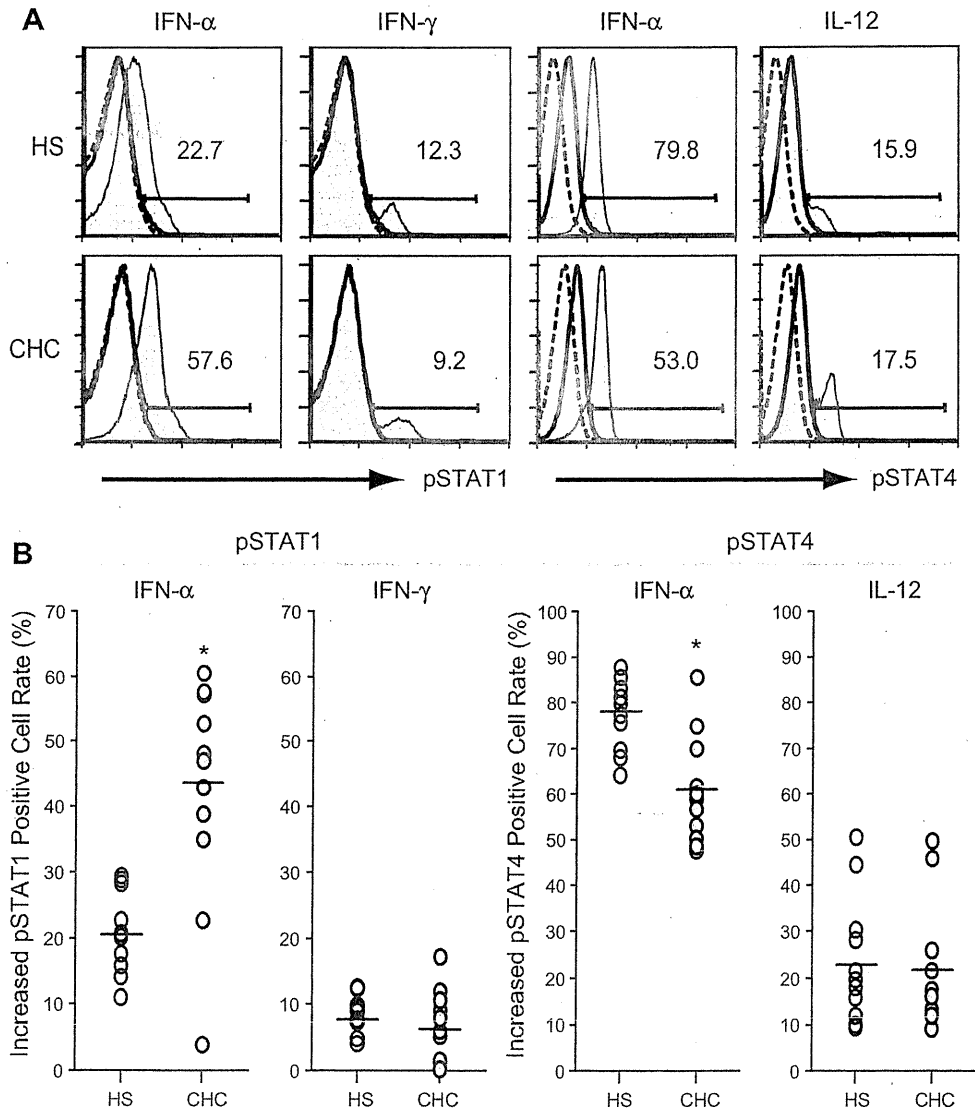 A
IFN-α IFN-γ IFN-α IL-12
HS
22.7 12.3 79.8 15.9
CHC
57.6 9.2 53.0 17.5
pSTAT1 pSTAT4
B
pSTAT1 pSTAT4
IFN-α IFN-γ IFN-α IL-12
Increased pSTAT1 Positive Cell Rate (%)
70
60
50
40
30
20
10
0
*
HS CHC
70
60
50
40
30
20
10
0
HS CHC
Increased pSTAT4 Positive Cell Rate (%)
100
90
80
70
60
50
40
30
20
10
0
*
HS CHC
100
90
80
70
60
50
40
30
20
10
0
HS CHC